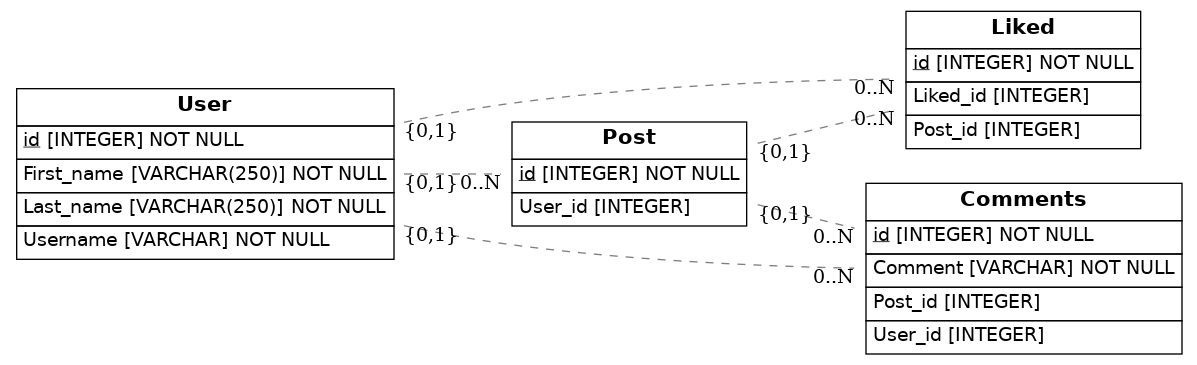 User
id [INTEGER] NOT NULL
First_name [VARCHAR(250)] NOT NULL
Last_name [VARCHAR(250)] NOT NULL
Username [VARCHAR] NOT NULL
{0,1}
{0,1}
0..N
{0,1}
Post
id [INTEGER] NOT NULL
User_id [INTEGER]
{0,1}
{0,1}
0..N
0..N
0..N
0..N
Liked
id [INTEGER] NOT NULL
Liked_id [INTEGER]
Post_id [INTEGER]
Comments
id [INTEGER] NOT NULL
Comment [VARCHAR] NOT NULL
Post_id [INTEGER]
User_id [INTEGER]